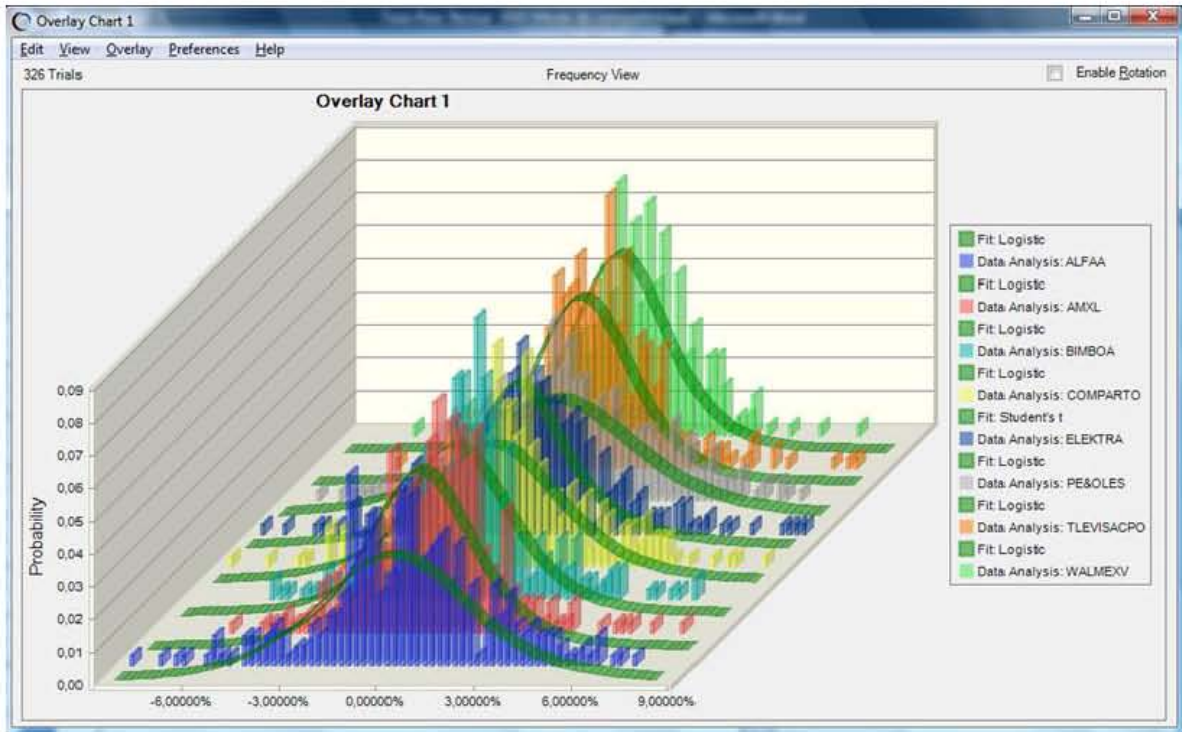 Overlay Chart 1
Edit View Overlay Preferences Help
326 Trials
Frequency View
Enable Rotation
Overlay Chart 1
Fit: Logistic
Data Analysis: ALFAA
Fit: Logistic
Data Analysis: AMXL
Fit: Logistic
Data Analysis: BIMBOA
Fit: Logistic
Data Analysis: COMPARTO
Fit: Student's t
Data Analysis: ELEKTRA
Fit: Logistic
Data Analysis: PE&OLES
Fit: Logistic
Data Analysis: TLEVISACPO
Fit: Logistic
Data Analysis: WALMEXV
Probability
0,09
0,08
0,07
0,06
0,05
0,04
0,03
0,02
0,01
0,00
-6,00000% -3,00000% 0,00000% 3,00000% 6,00000% 9,00000%